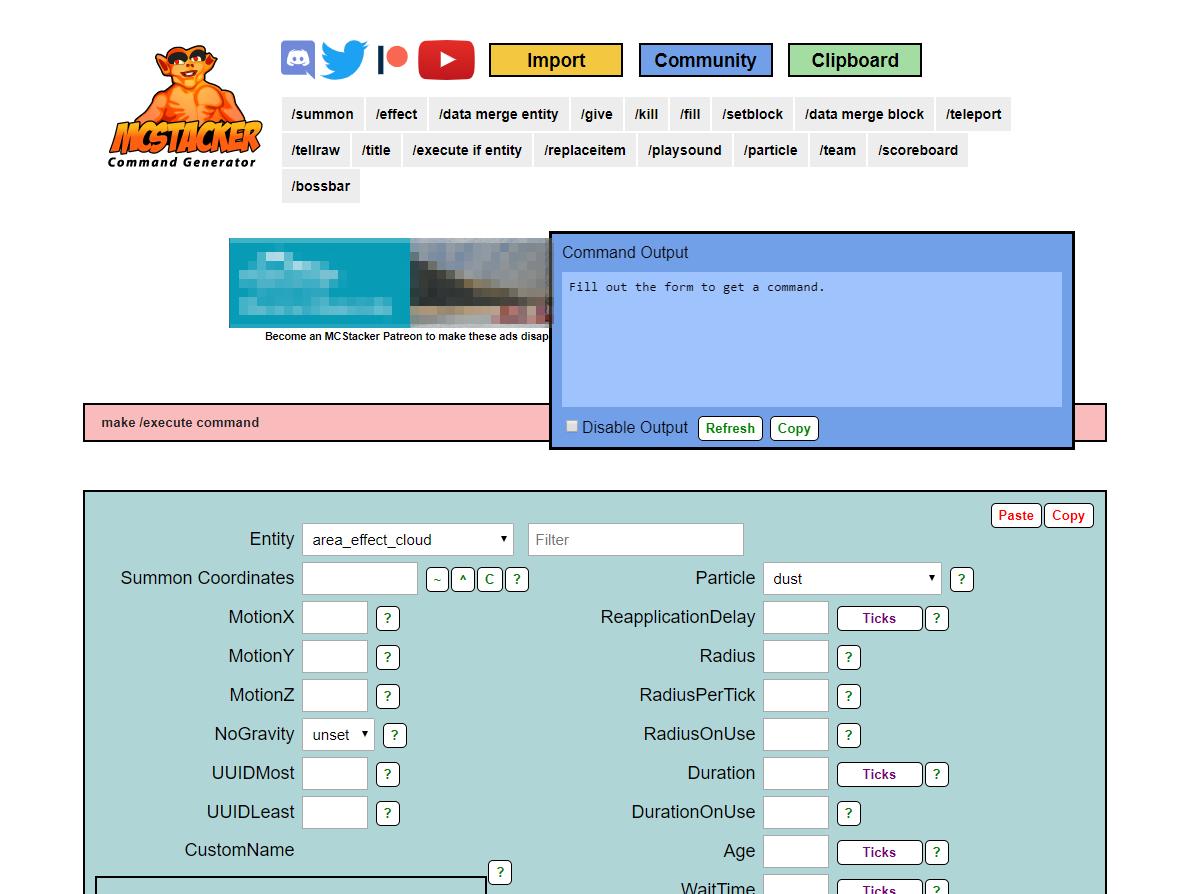 MCSTACKER
Command Generator
Import Community Clipboard
/summon /effect /data merge entity /give /kill /fill /setblock /data merge block /teleport
/tellraw /title /execute if entity /replaceitem /playsound /particle /team /scoreboard
/bossbar
Command Output
Fill out the form to get a command.
Become an MCStacker Patreon to make these ads disap
Disable Output Refresh Copy
make /execute command
Paste Copy
Entity area_effect_cloud Filter
Summon Coordinates ~ ^ C ? Particle dust ?
MotionX ? ReapplicationDelay Ticks ?
MotionY ? Radius ?
MotionZ ? RadiusPerTick ?
NoGravity unset ? RadiusOnUse ?
UUIDMost ? Duration Ticks ?
UUIDLeast ? DurationOnUse ?
CustomName ? Age Ticks ?
WaitTime Ticks ?